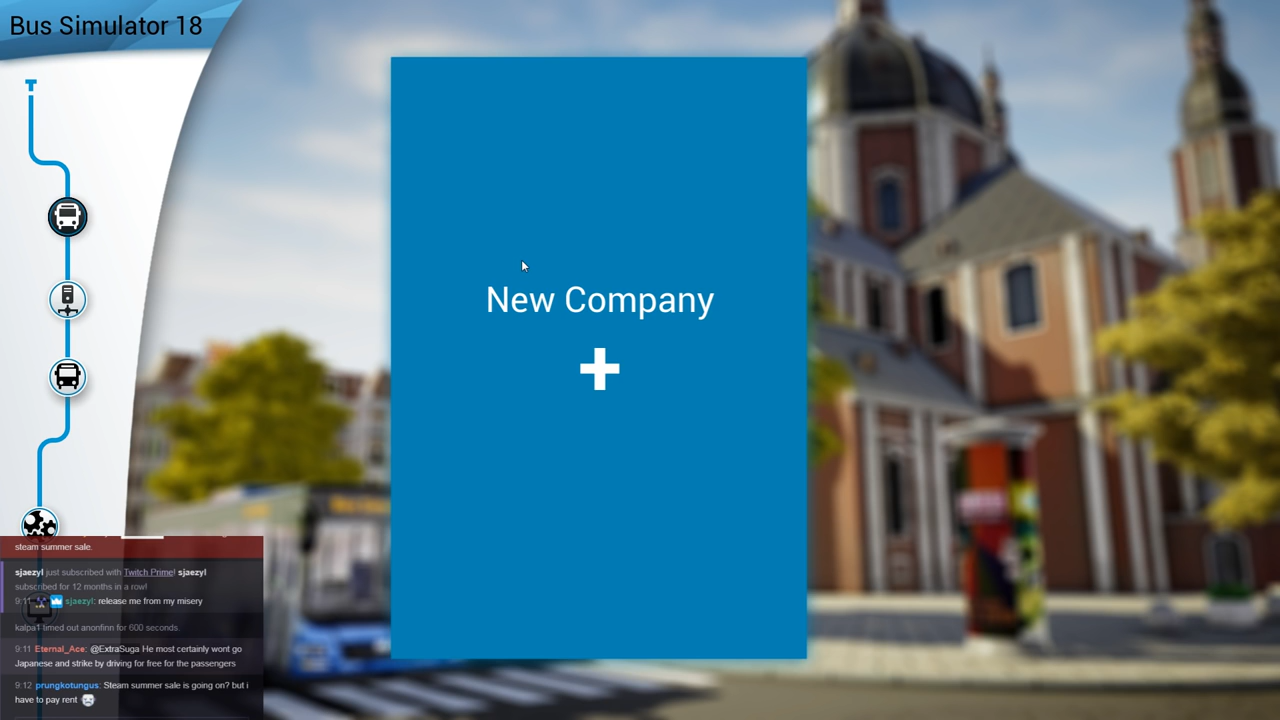 Bus Simulator 18
New Company
steam summer sale.
sjaezyl just subscribed with Twitch Prime! sjaezyl
subscribed for 12 months in a row!
sjaezyl: release me from my misery
kalpa1 timed out anonfinn for 600 seconds.
9:11 Eternal_Ace: @ExtraSuga He most certainly wont go
Japanese and strike by driving for free for the passengers
9:12 prungkotungus: Steam summer sale is going on? but i
have to pay rent